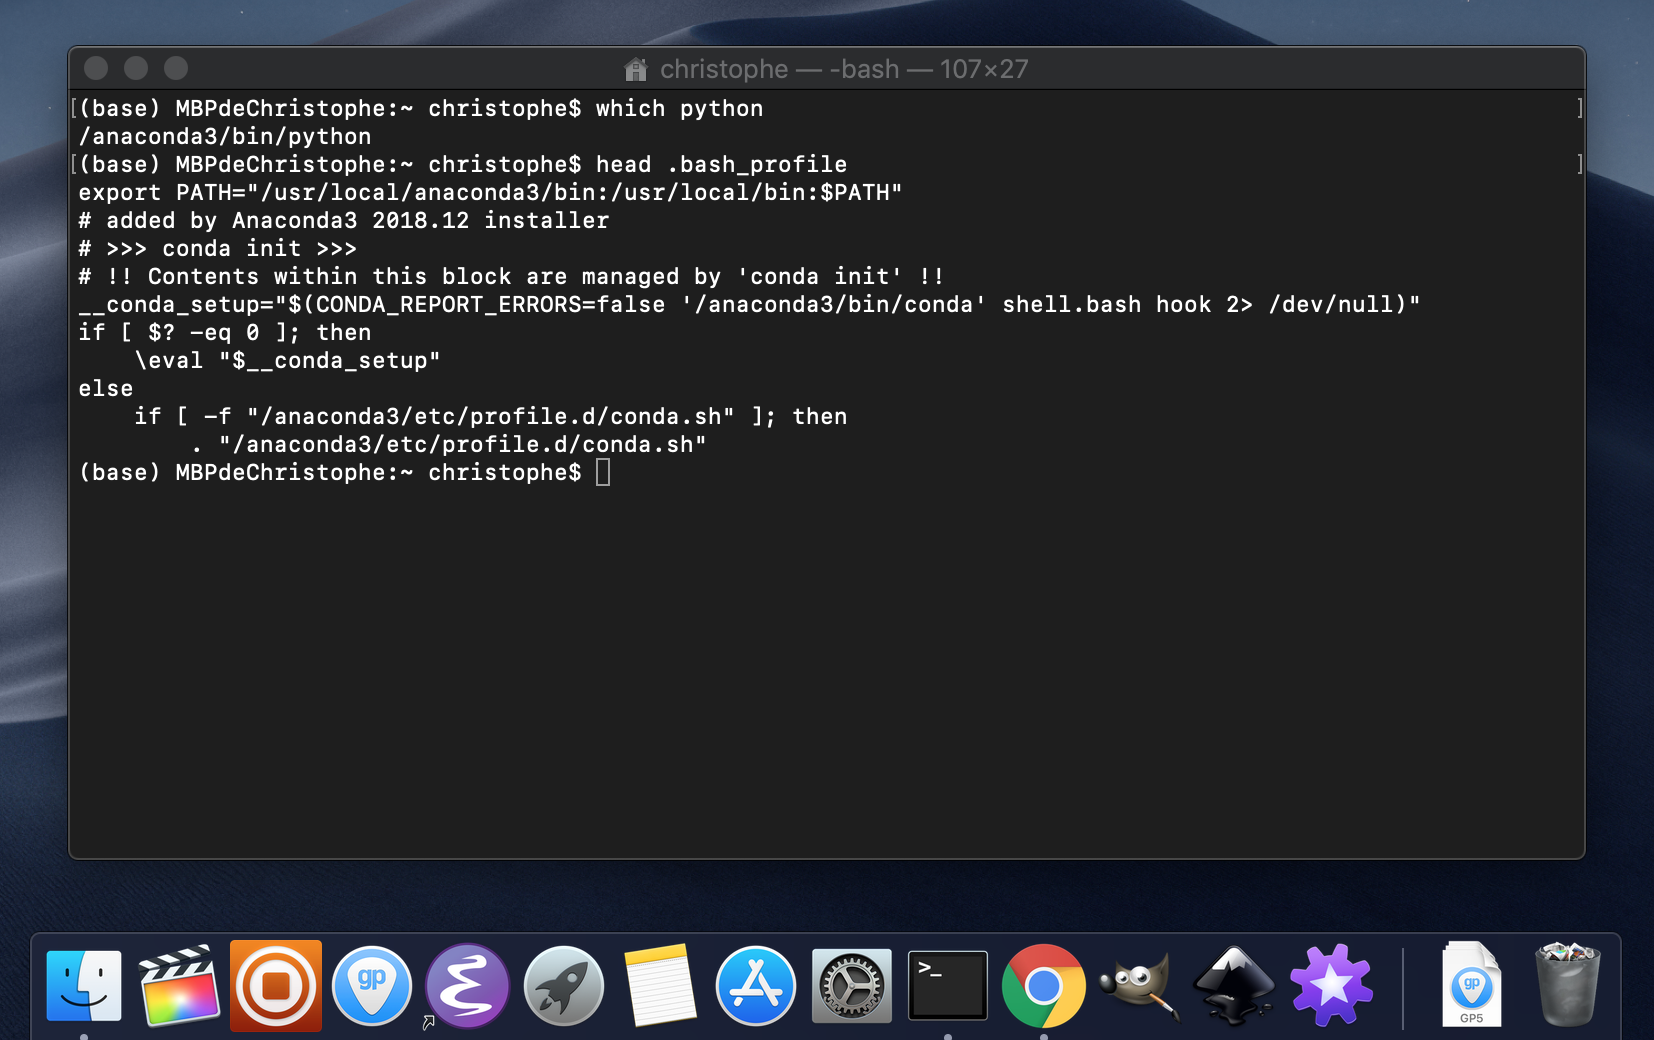 christophe — -bash — 107×27
[(base) MBPdeChristophe:~ christophe$ which python ]
/anaconda3/bin/python
[(base) MBPdeChristophe:~ christophe$ head .bash_profile ]
export PATH="/usr/local/anaconda3/bin:/usr/local/bin:$PATH"
# added by Anaconda3 2018.12 installer
# >>> conda init >>>
# !! Contents within this block are managed by 'conda init' !!
__conda_setup="$(CONDA_REPORT_ERRORS=false '/anaconda3/bin/conda' shell.bash hook 2> /dev/null)"
if [ $? -eq 0 ]; then
    \eval "$__conda_setup"
else
    if [ -f "/anaconda3/etc/profile.d/conda.sh" ]; then
        . "/anaconda3/etc/profile.d/conda.sh"
(base) MBPdeChristophe:~ christophe$
gp
>_
gp
GP5